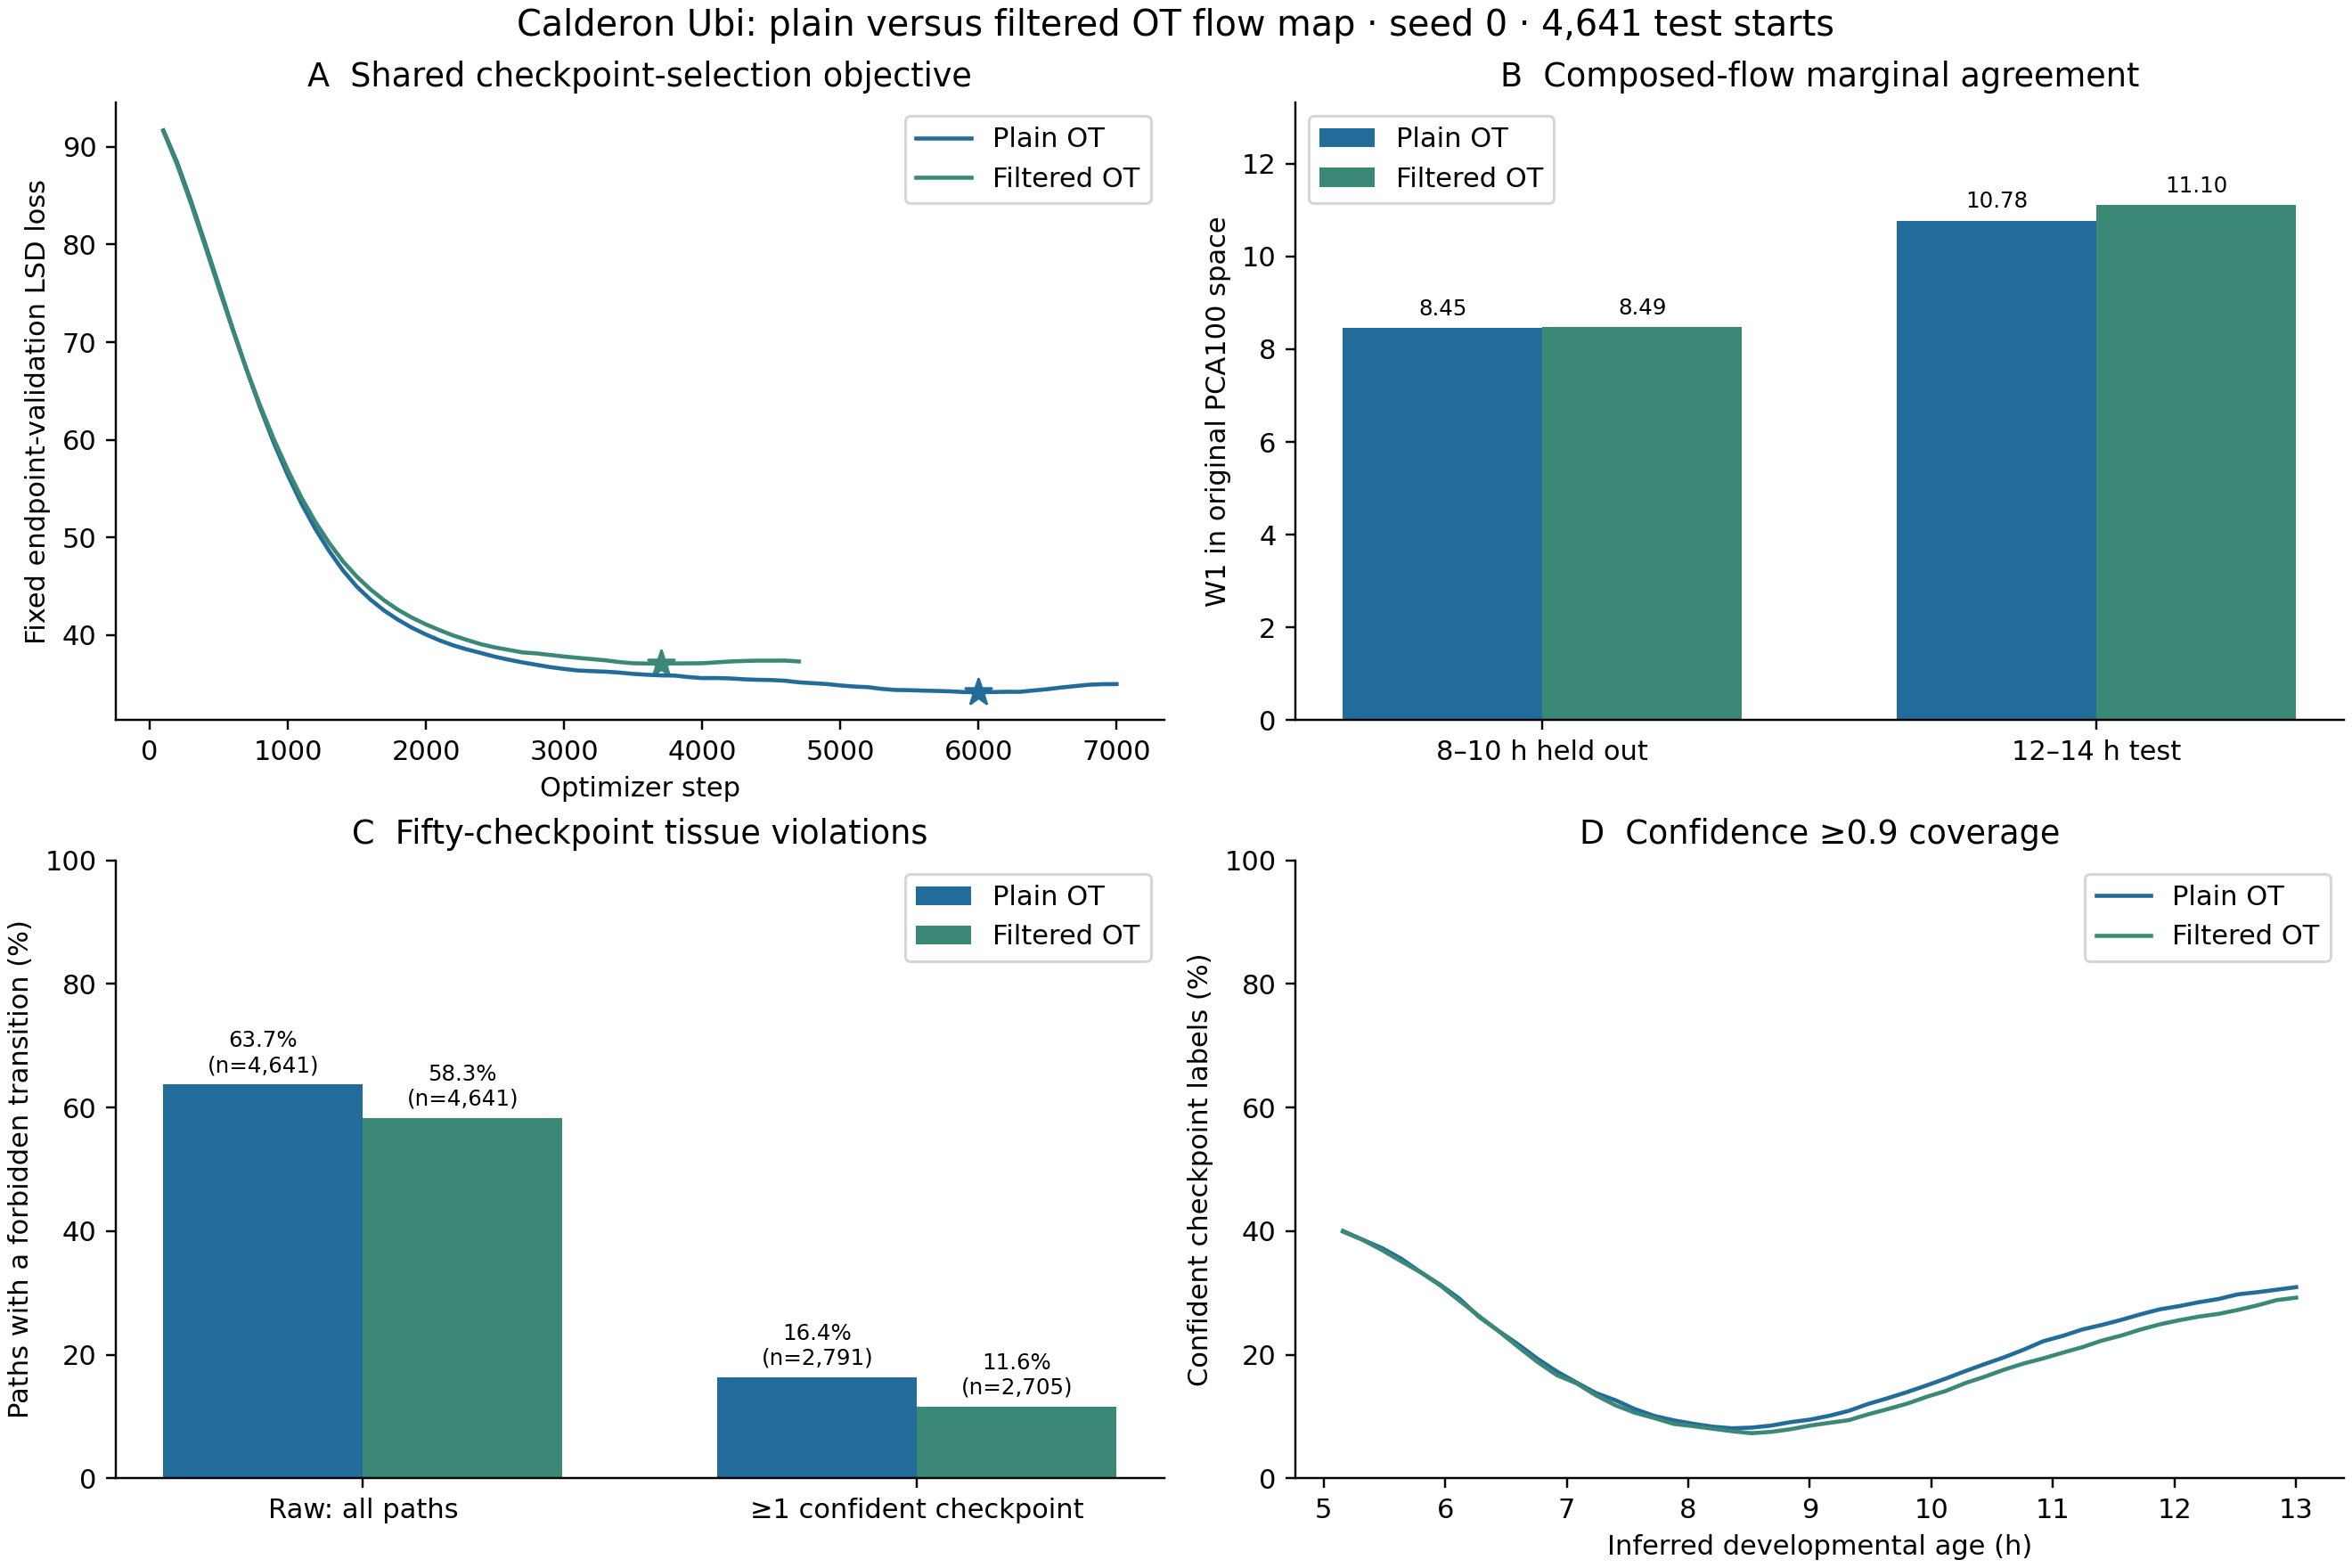 Calderon Ubi: plain versus filtered OT flow map · seed 0 · 4,641 test starts
A Shared checkpoint-selection objective
Fixed endpoint-validation LSD loss
90
80
70
60
50
40
0 1000 2000 3000 4000 5000 6000 7000
Optimizer step
Plain OT
Filtered OT
B Composed-flow marginal agreement
W1 in original PCA100 space
12
10
8
6
4
2
0
Plain OT
Filtered OT
8.45
8.49
10.78
11.10
8–10 h held out
12–14 h test
C Fifty-checkpoint tissue violations
Paths with a forbidden transition (%)
100
80
60
40
20
0
Plain OT
Filtered OT
63.7%
(n=4,641)
58.3%
(n=4,641)
16.4%
(n=2,791)
11.6%
(n=2,705)
Raw: all paths
≥1 confident checkpoint
D Confidence ≥0.9 coverage
Confident checkpoint labels (%)
100
80
60
40
20
0
Plain OT
Filtered OT
5 6 7 8 9 10 11 12 13
Inferred developmental age (h)